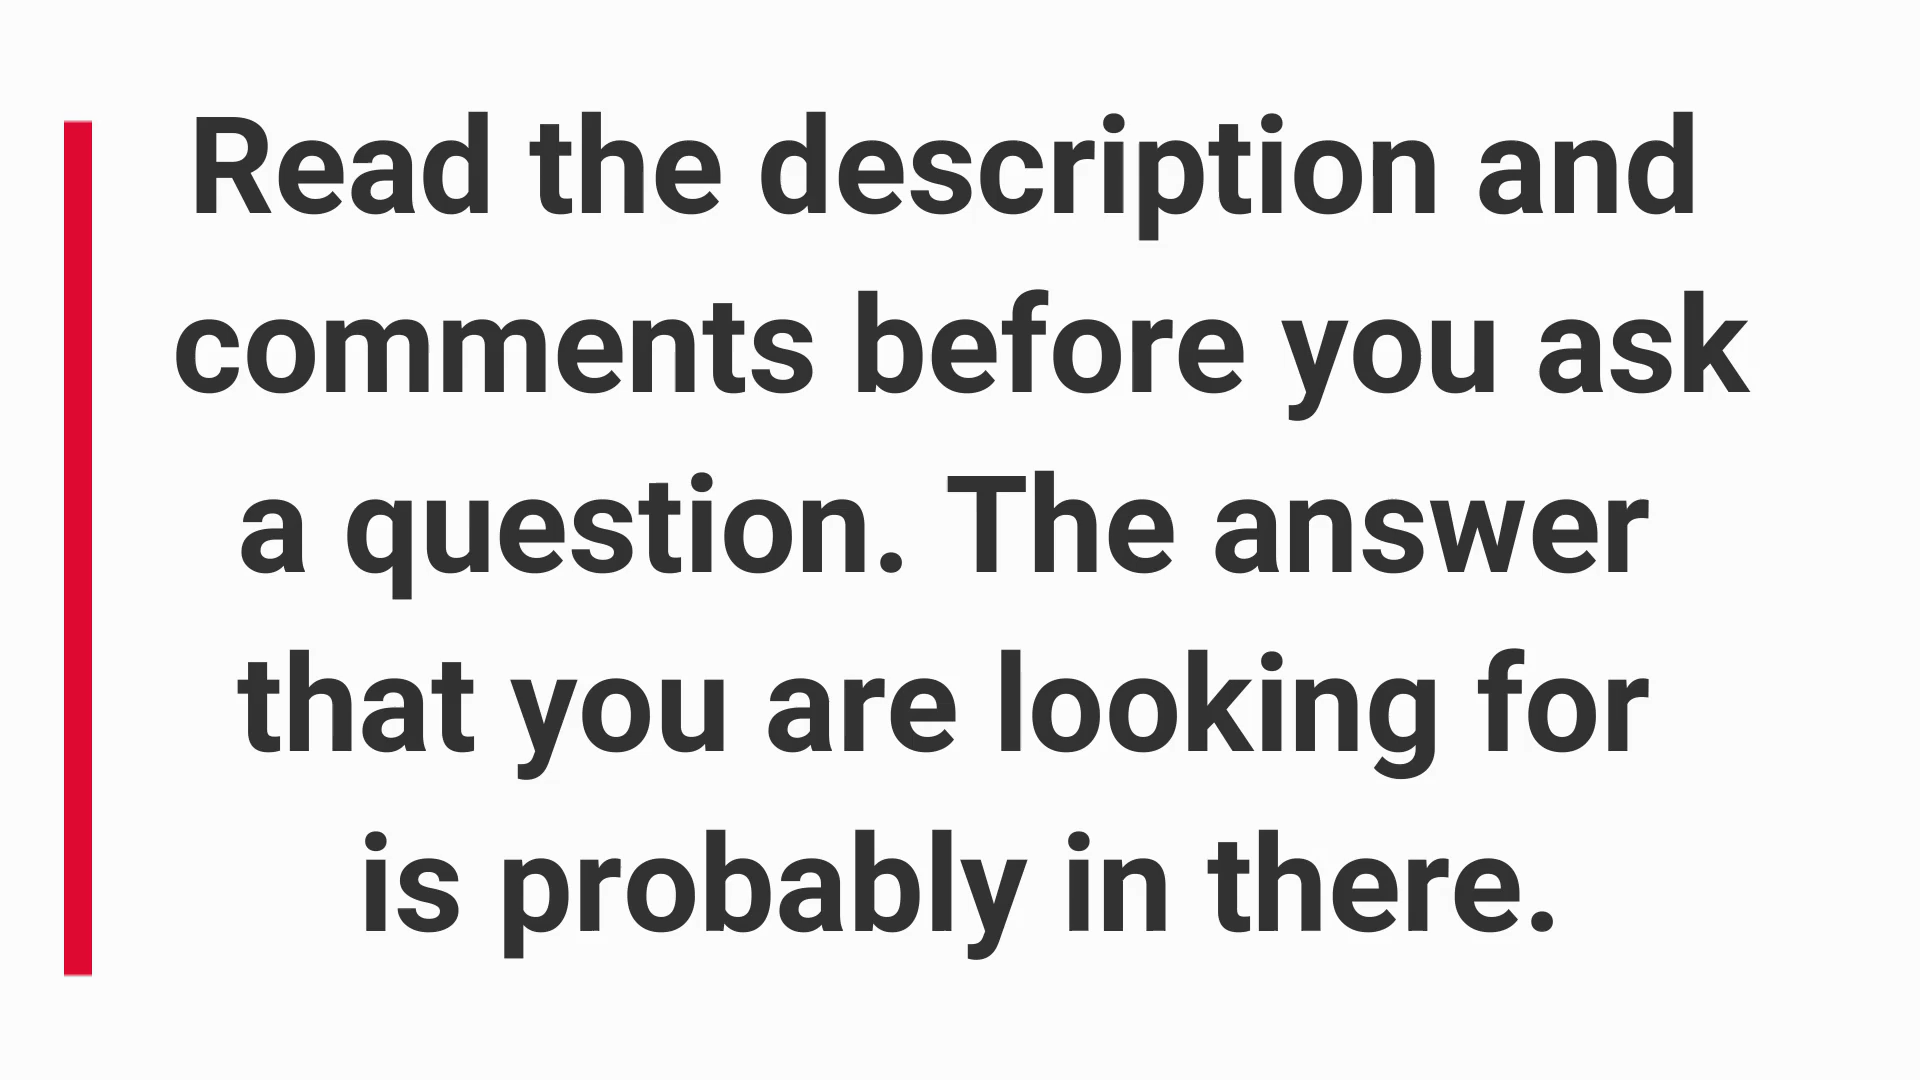 Read the description and
comments before you ask
a question. The answer
that you are looking for
is probably in there.